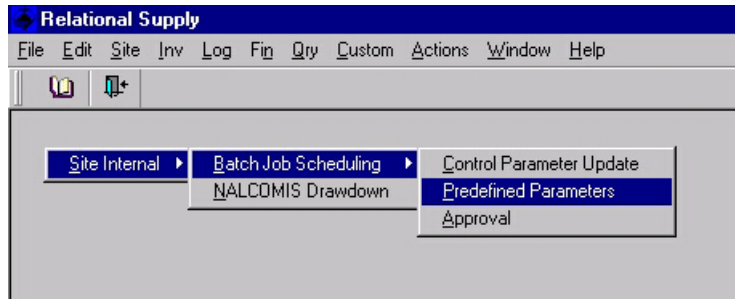 Relational Supply
File Edit Site Inv Log Fin Qry Custom Actions Window Help
Site Internal Batch Job Scheduling Control Parameter Update
NALCOMIS Drawdown Predefined Parameters
Approval